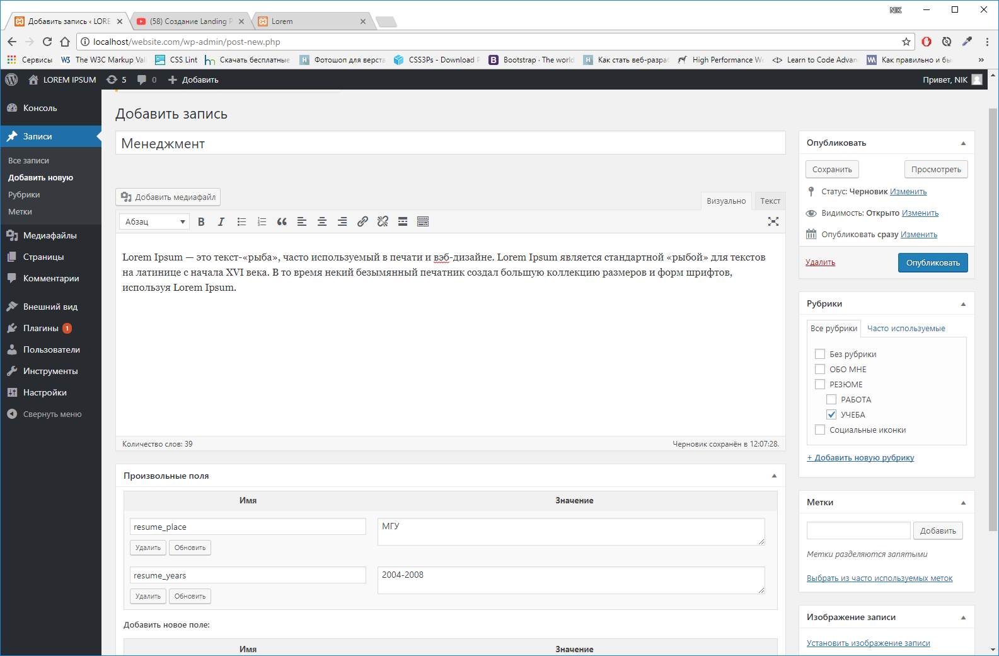 NIK
Добавить запись ‹ LORE
(58) Создание Landing P
Lorem
localhost/website.com/wp-admin/post-new.php
Сервисы
W3 The W3C Markup Vali
CSS Lint
hn Скачать бесплатные
H Фотошоп для верста
CSS3Ps - Download P
B Bootstrap · The world
H Как стать веб-разраб
High Performance We
Learn to Code Advan
W Как правильно и бы
»
LOREM IPSUM
5
0
Добавить
Привет, NIK
Консоль
Записи
Все записи
Добавить новую
Рубрики
Метки
Медиафайлы
Страницы
Комментарии
Внешний вид
Плагины 1
Пользователи
Инструменты
Настройки
Свернуть меню
Добавить запись
Менеджмент
Добавить медиафайл
Визуально
Текст
Абзац
B I
Lorem Ipsum — это текст-«рыба», часто используемый в печати и вэб-дизайне. Lorem Ipsum является стандартной «рыбой» для текстов
на латинице с начала XVI века. В то время некий безымянный печатник создал большую коллекцию размеров и форм шрифтов,
используя Lorem Ipsum.
Количество слов: 39
Черновик сохранён в 12:07:28.
Произвольные поля
Имя
Значение
resume_place
МГУ
Удалить
Обновить
resume_years
2004-2008
Удалить
Обновить
Добавить новое поле:
Имя
Значение
Опубликовать
Сохранить
Просмотреть
Статус: Черновик Изменить
Видимость: Открыто Изменить
Опубликовать сразу Изменить
Удалить
Опубликовать
Рубрики
Все рубрики
Часто используемые
Без рубрики
ОБО МНЕ
РЕЗЮМЕ
РАБОТА
УЧЕБА
Социальные иконки
+ Добавить новую рубрику
Метки
Добавить
Метки разделяются запятыми
Выбрать из часто используемых меток
Изображение записи
Установить изображение записи